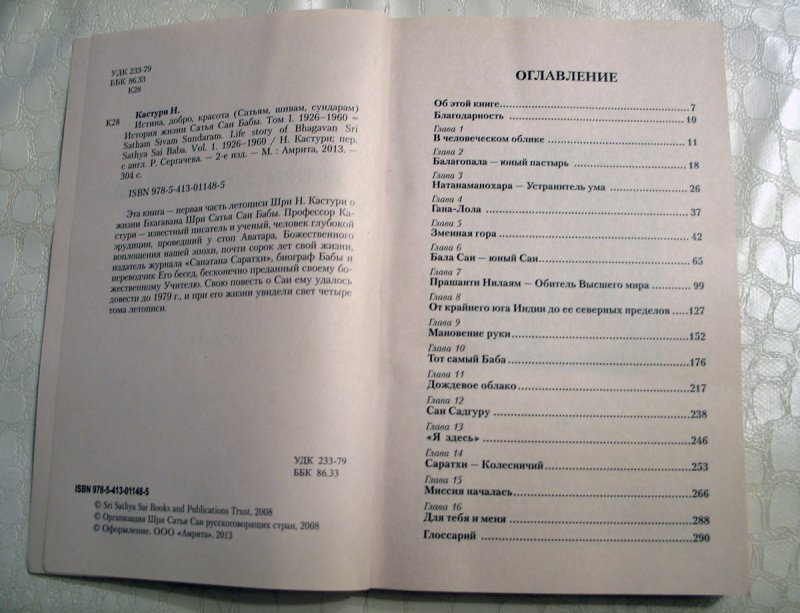 УДК 233-79
ББК 86.33
К28
Кастури Н.
К28 Истина, добро, красота (Сатьям, шивам, сундарам)
История жизни Сатья Саи Бабы. Том I. 1926–1960 =
Satham Sivam Sundaram. Life story of Bhagavan Sri
Sathya Sai Baba. Vol. 1. 1926–1960 / Н. Кастури; пер.
с англ. Р. Сергачева. — 2-е изд. — М. : Амрита, 2013. —
304 с.
ISBN 978-5-413-01148-5
Эта книга — первая часть летописи Шри Н. Кастури о
жизни Бхагавана Шри Сатья Саи Бабы. Профессор Ка-
стури — известный писатель и ученый, человек глубокой
эрудиции, проведший у стоп Аватара, Божественного
воплощения нашей эпохи, почти сорок лет свой жизни,
издатель журнала «Санатана Саратхи», биограф Бабы и
переводчик Его бесед, бесконечно преданный своему бо-
жественному Учителю. Свою повесть о Саи ему удалось
довести до 1979 г., и при его жизни увидели свет четыре
тома летописи.
УДК 233-79
ББК 86.33
ISBN 978-5-413-01148-5
© Sri Sathya Sai Books and Publications Trust, 2008
© Организация Шри Сатья Саи русскоговорящих стран, 2008
© Оформление. ООО «Амрита», 2013
ОГЛАВЛЕНИЕ
Об этой книге.....7
Благодарность.....10
Глава 1
В человеческом облике.....11
Глава 2
Балагопала — юный пастырь.....18
Глава 3
Натанаманохара — Устранитель ума.....26
Глава 4
Гана-Лола.....37
Глава 5
Змеиная гора.....42
Глава 6
Бала Саи — юный Саи.....65
Глава 7
Прашанти Нилаям — Обитель Высшего мира.....99
Глава 8
От крайнего юга Индии до ее северных пределов.....127
Глава 9
Мановение руки.....152
Глава 10
Тот самый Баба.....176
Глава 11
Дождевое облако.....217
Глава 12
Саи Садгуру.....238
Глава 13
«Я здесь».....246
Глава 14
Саратхи — Колесничий.....253
Глава 15
Миссия началась.....266
Глава 16
Для тебя и меня.....288
Глоссарий.....290